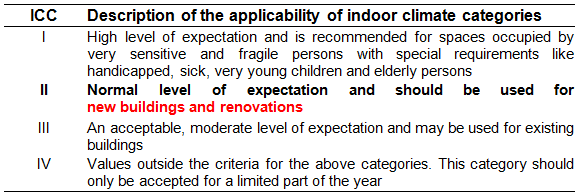 ICC Description of the applicability of indoor climate categories
I High level of expectation and is recommended for spaces occupied by
very sensitive and fragile persons with special requirements like
handicapped, sick, very young children and elderly persons
II Normal level of expectation and should be used for
new buildings and renovations
III An acceptable, moderate level of expectation and may be used for existing
buildings
IV Values outside the criteria for the above categories. This category should
only be accepted for a limited part of the year